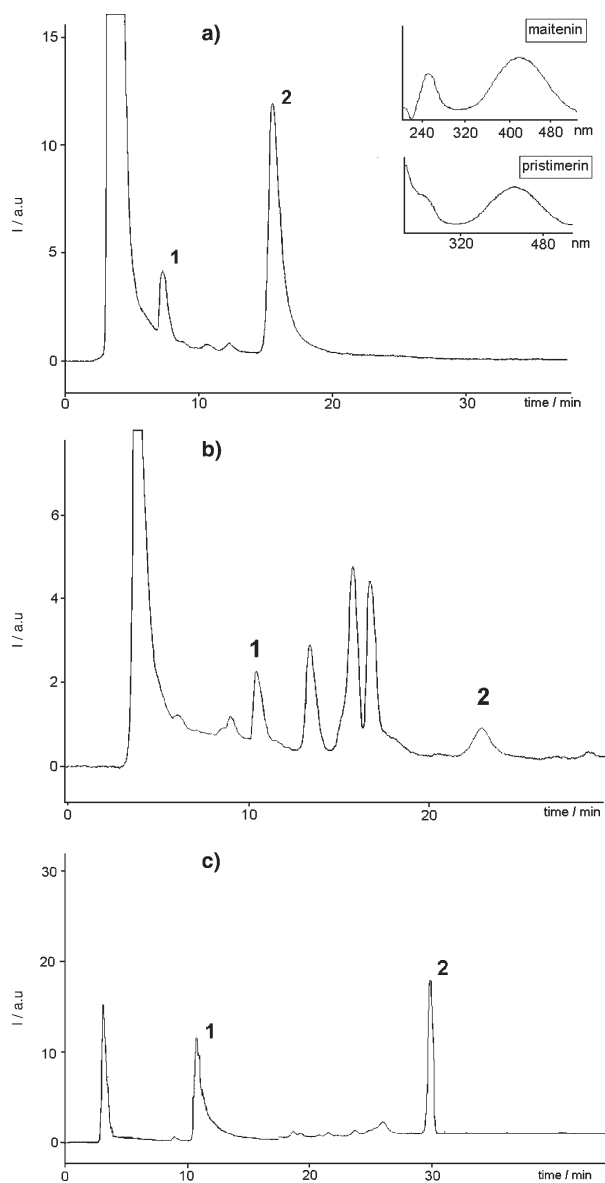 a)
15
10
5
0
I / a.u
1
2
maitenin
240 320 400 480 nm
pristimerin
320 480 nm
0 10 20 30 time / min
b)
6
4
2
0
I / a.u
1
2
0 10 20 time / min
c)
30
20
10
0
I / a.u
1
2
0 10 20 30 time / min